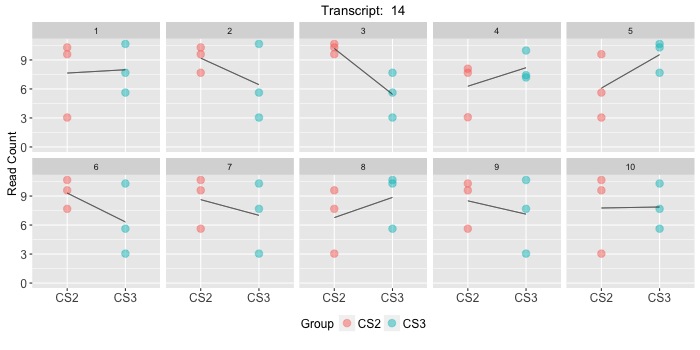 Transcript:  14
1 2 3 4 5
9
6
3
0
Read Count
6 7 8 9 10
9
6
3
0
CS2 CS3 CS2 CS3 CS2 CS3 CS2 CS3 CS2 CS3
Group CS2 CS3